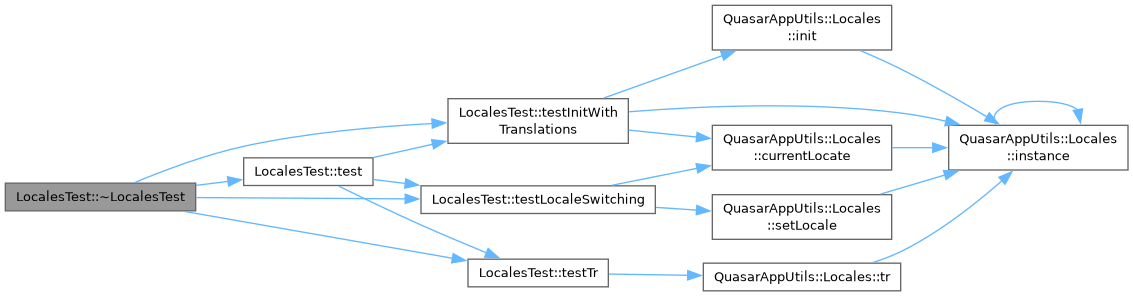 LocalesTest::~LocalesTest
LocalesTest::test
LocalesTest::testInitWith
Translations
LocalesTest::testLocaleSwitching
LocalesTest::testTr
QuasarAppUtils::Locales
::init
QuasarAppUtils::Locales
::currentLocate
QuasarAppUtils::Locales
::setLocale
QuasarAppUtils::Locales::tr
QuasarAppUtils::Locales
::instance